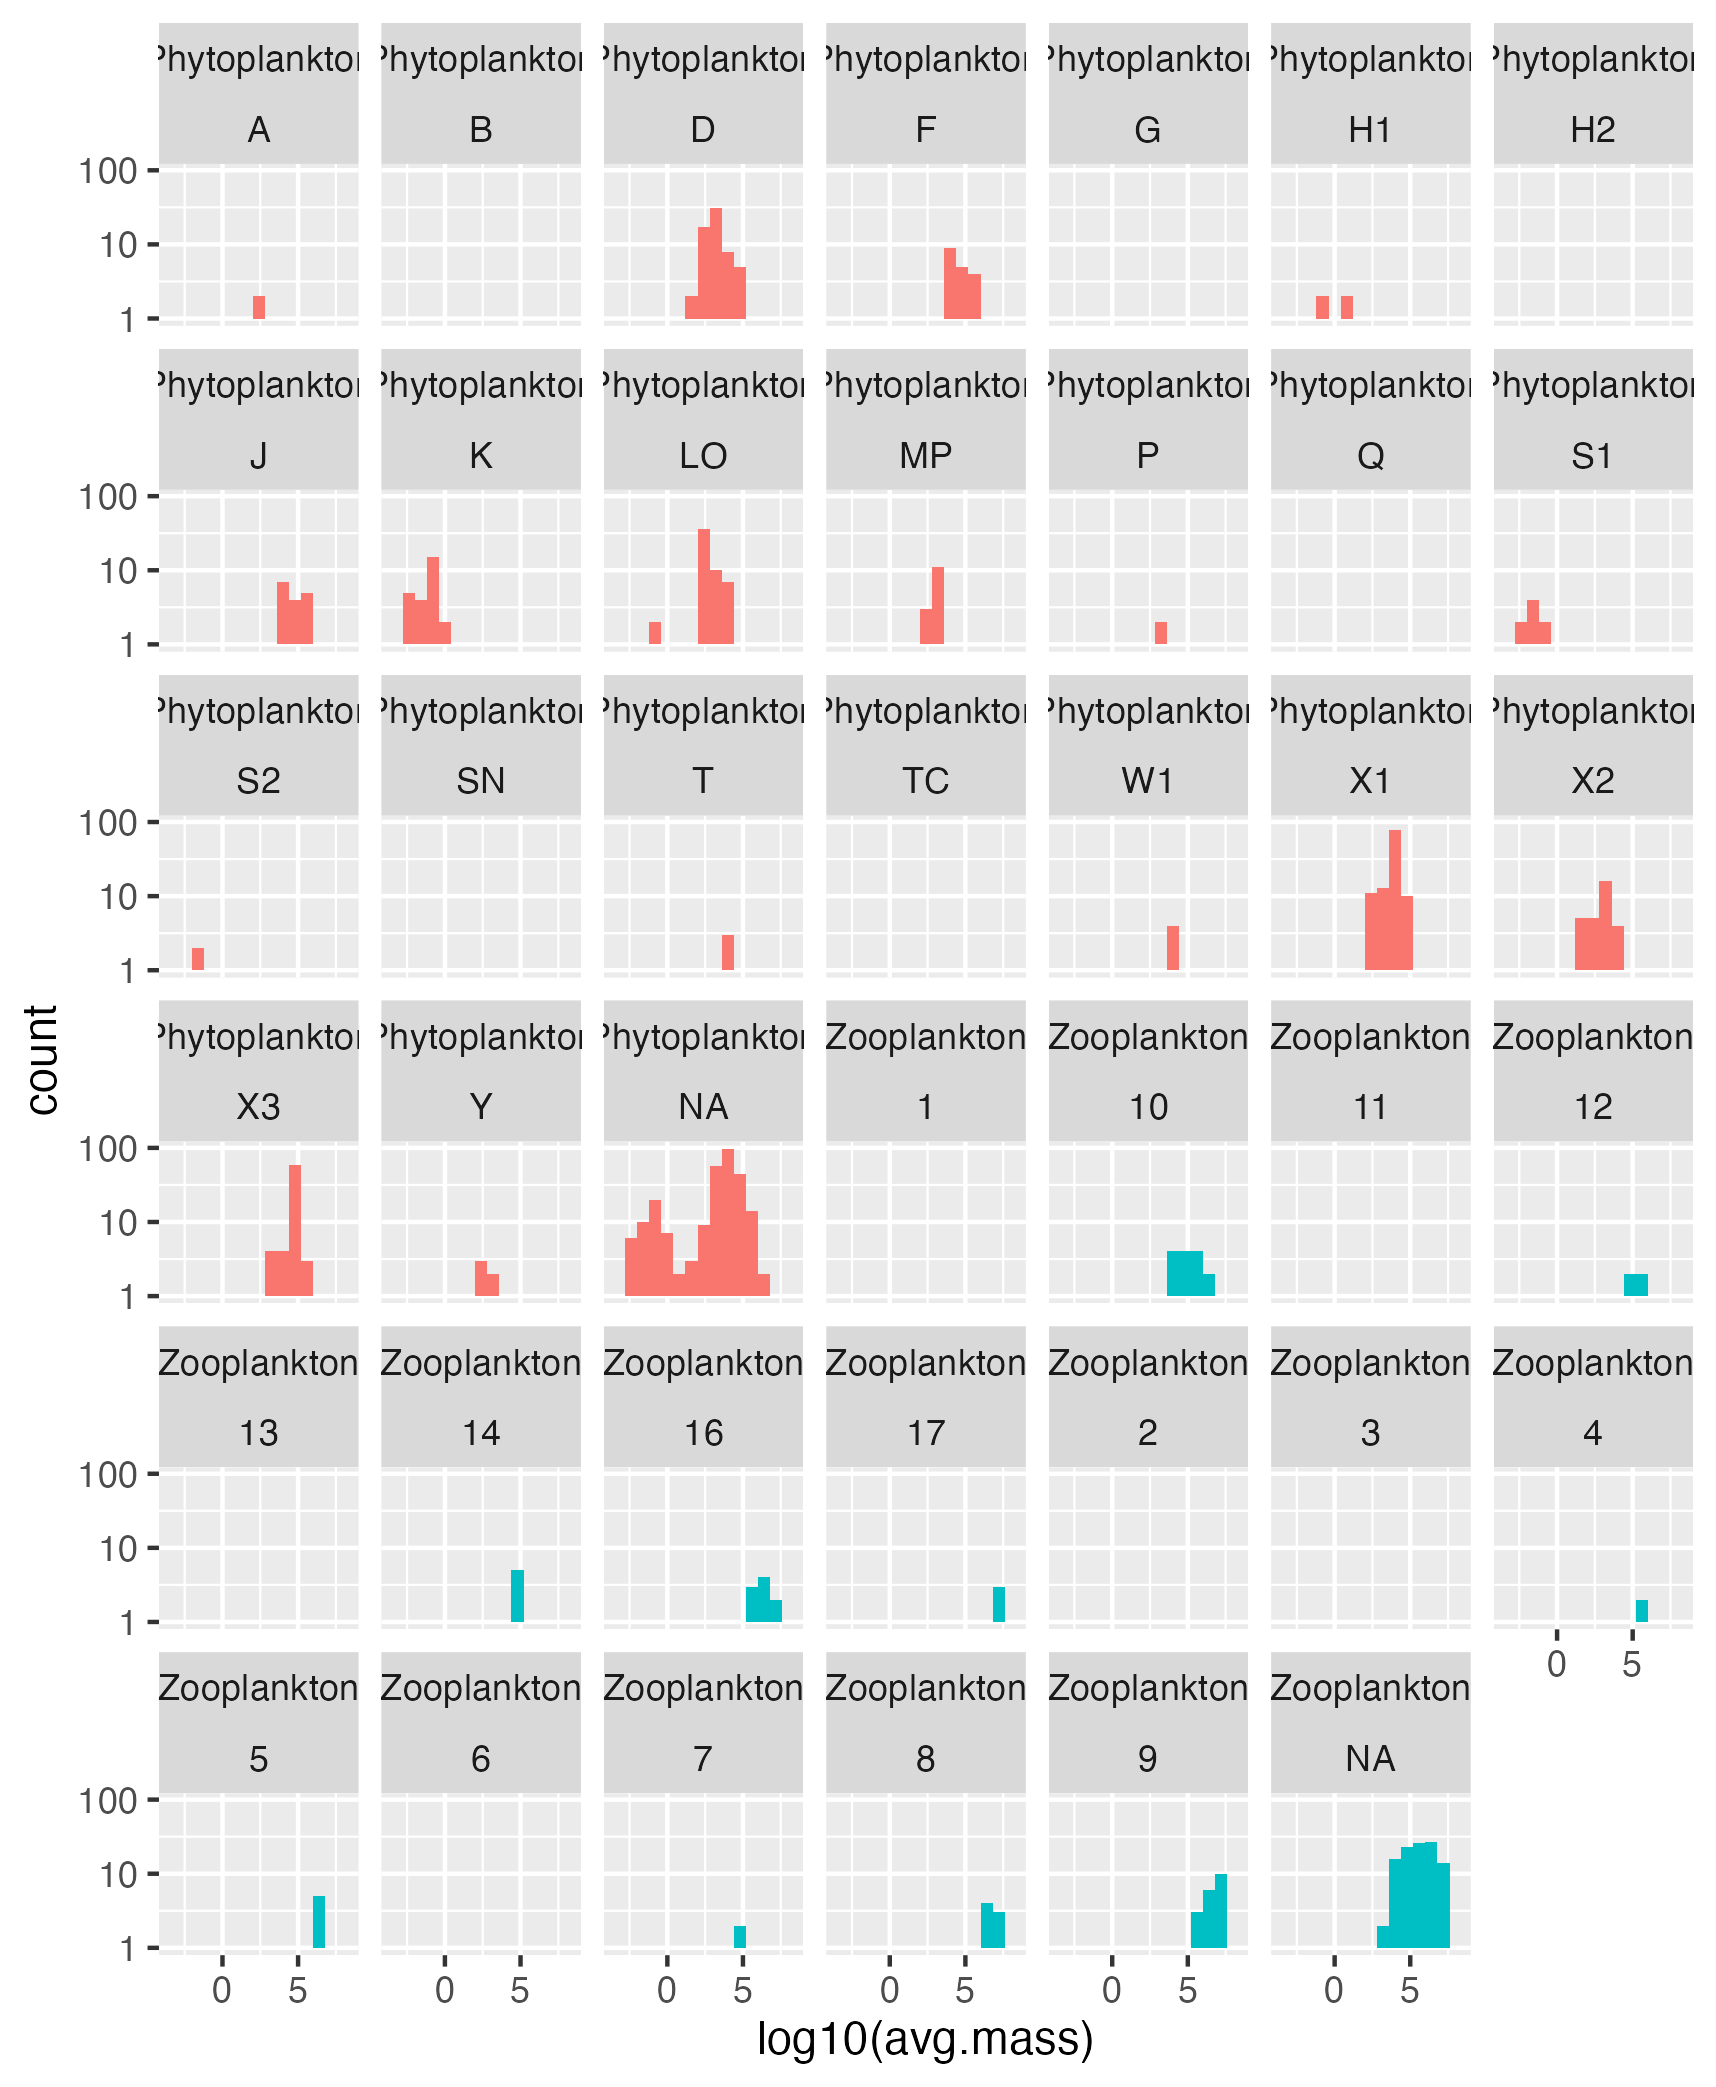 Phytoplankton Phytoplankton Phytoplankton Phytoplankton Phytoplankton Phytoplankton Phytoplankton
A B D F G H1 H2
100
10
1
Phytoplankton Phytoplankton Phytoplankton Phytoplankton Phytoplankton Phytoplankton Phytoplankton
J K LO MP P Q S1
100
10
1
Phytoplankton Phytoplankton Phytoplankton Phytoplankton Phytoplankton Phytoplankton Phytoplankton
S2 SN T TC W1 X1 X2
100
10
1
count
Phytoplankton Phytoplankton Phytoplankton Zooplankton Zooplankton Zooplankton Zooplankton
X3 Y NA 1 10 11 12
100
10
1
Zooplankton Zooplankton Zooplankton Zooplankton Zooplankton Zooplankton Zooplankton
13 14 16 17 2 3 4
100
10
1
0 5
Zooplankton Zooplankton Zooplankton Zooplankton Zooplankton Zooplankton
5 6 7 8 9 NA
100
10
1
0 5 0 5 0 5 0 5 0 5 0 5
log10(avg.mass)